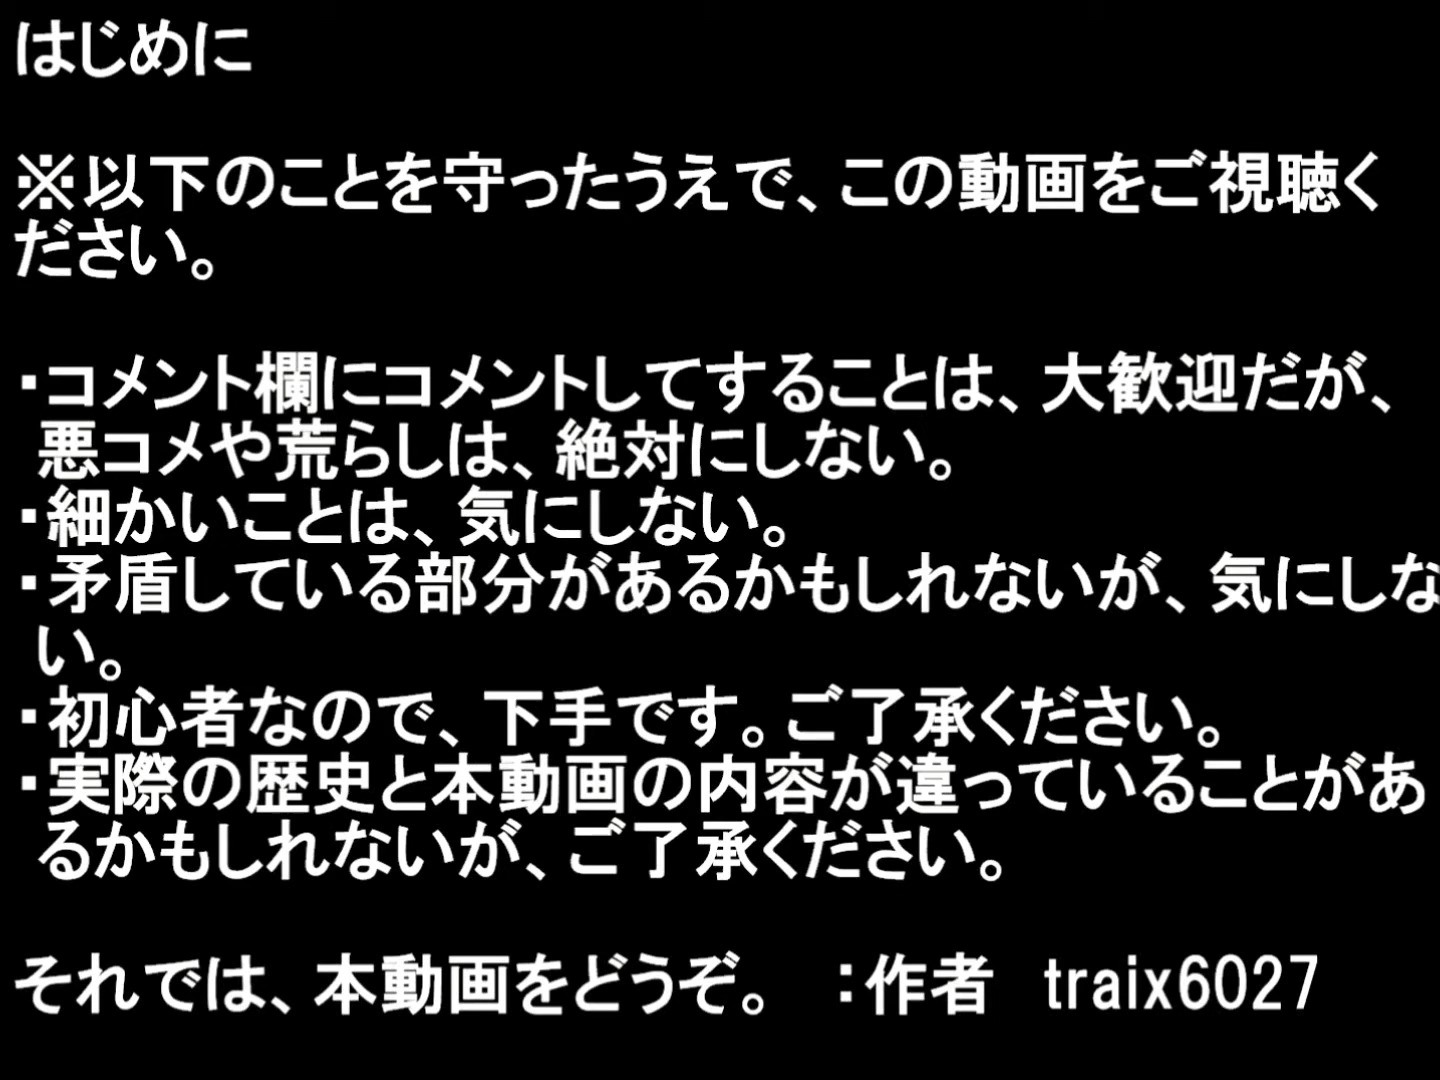 はじめに
※以下のことを守ったうえで、この動画をご視聴く
ださい。
・コメント欄にコメントしてすることは、大歓迎だが、
悪コメや荒らしは、絶対にしない。
・細かいことは、気にしない。
・矛盾している部分があるかもしれないが、気にしな
い。
・初心者なので、下手です。ご了承ください。
・実際の歴史と本動画の内容が違っていることがあ
るかもしれないが、ご了承ください。
それでは、本動画をどうぞ。　：作者　traix6027